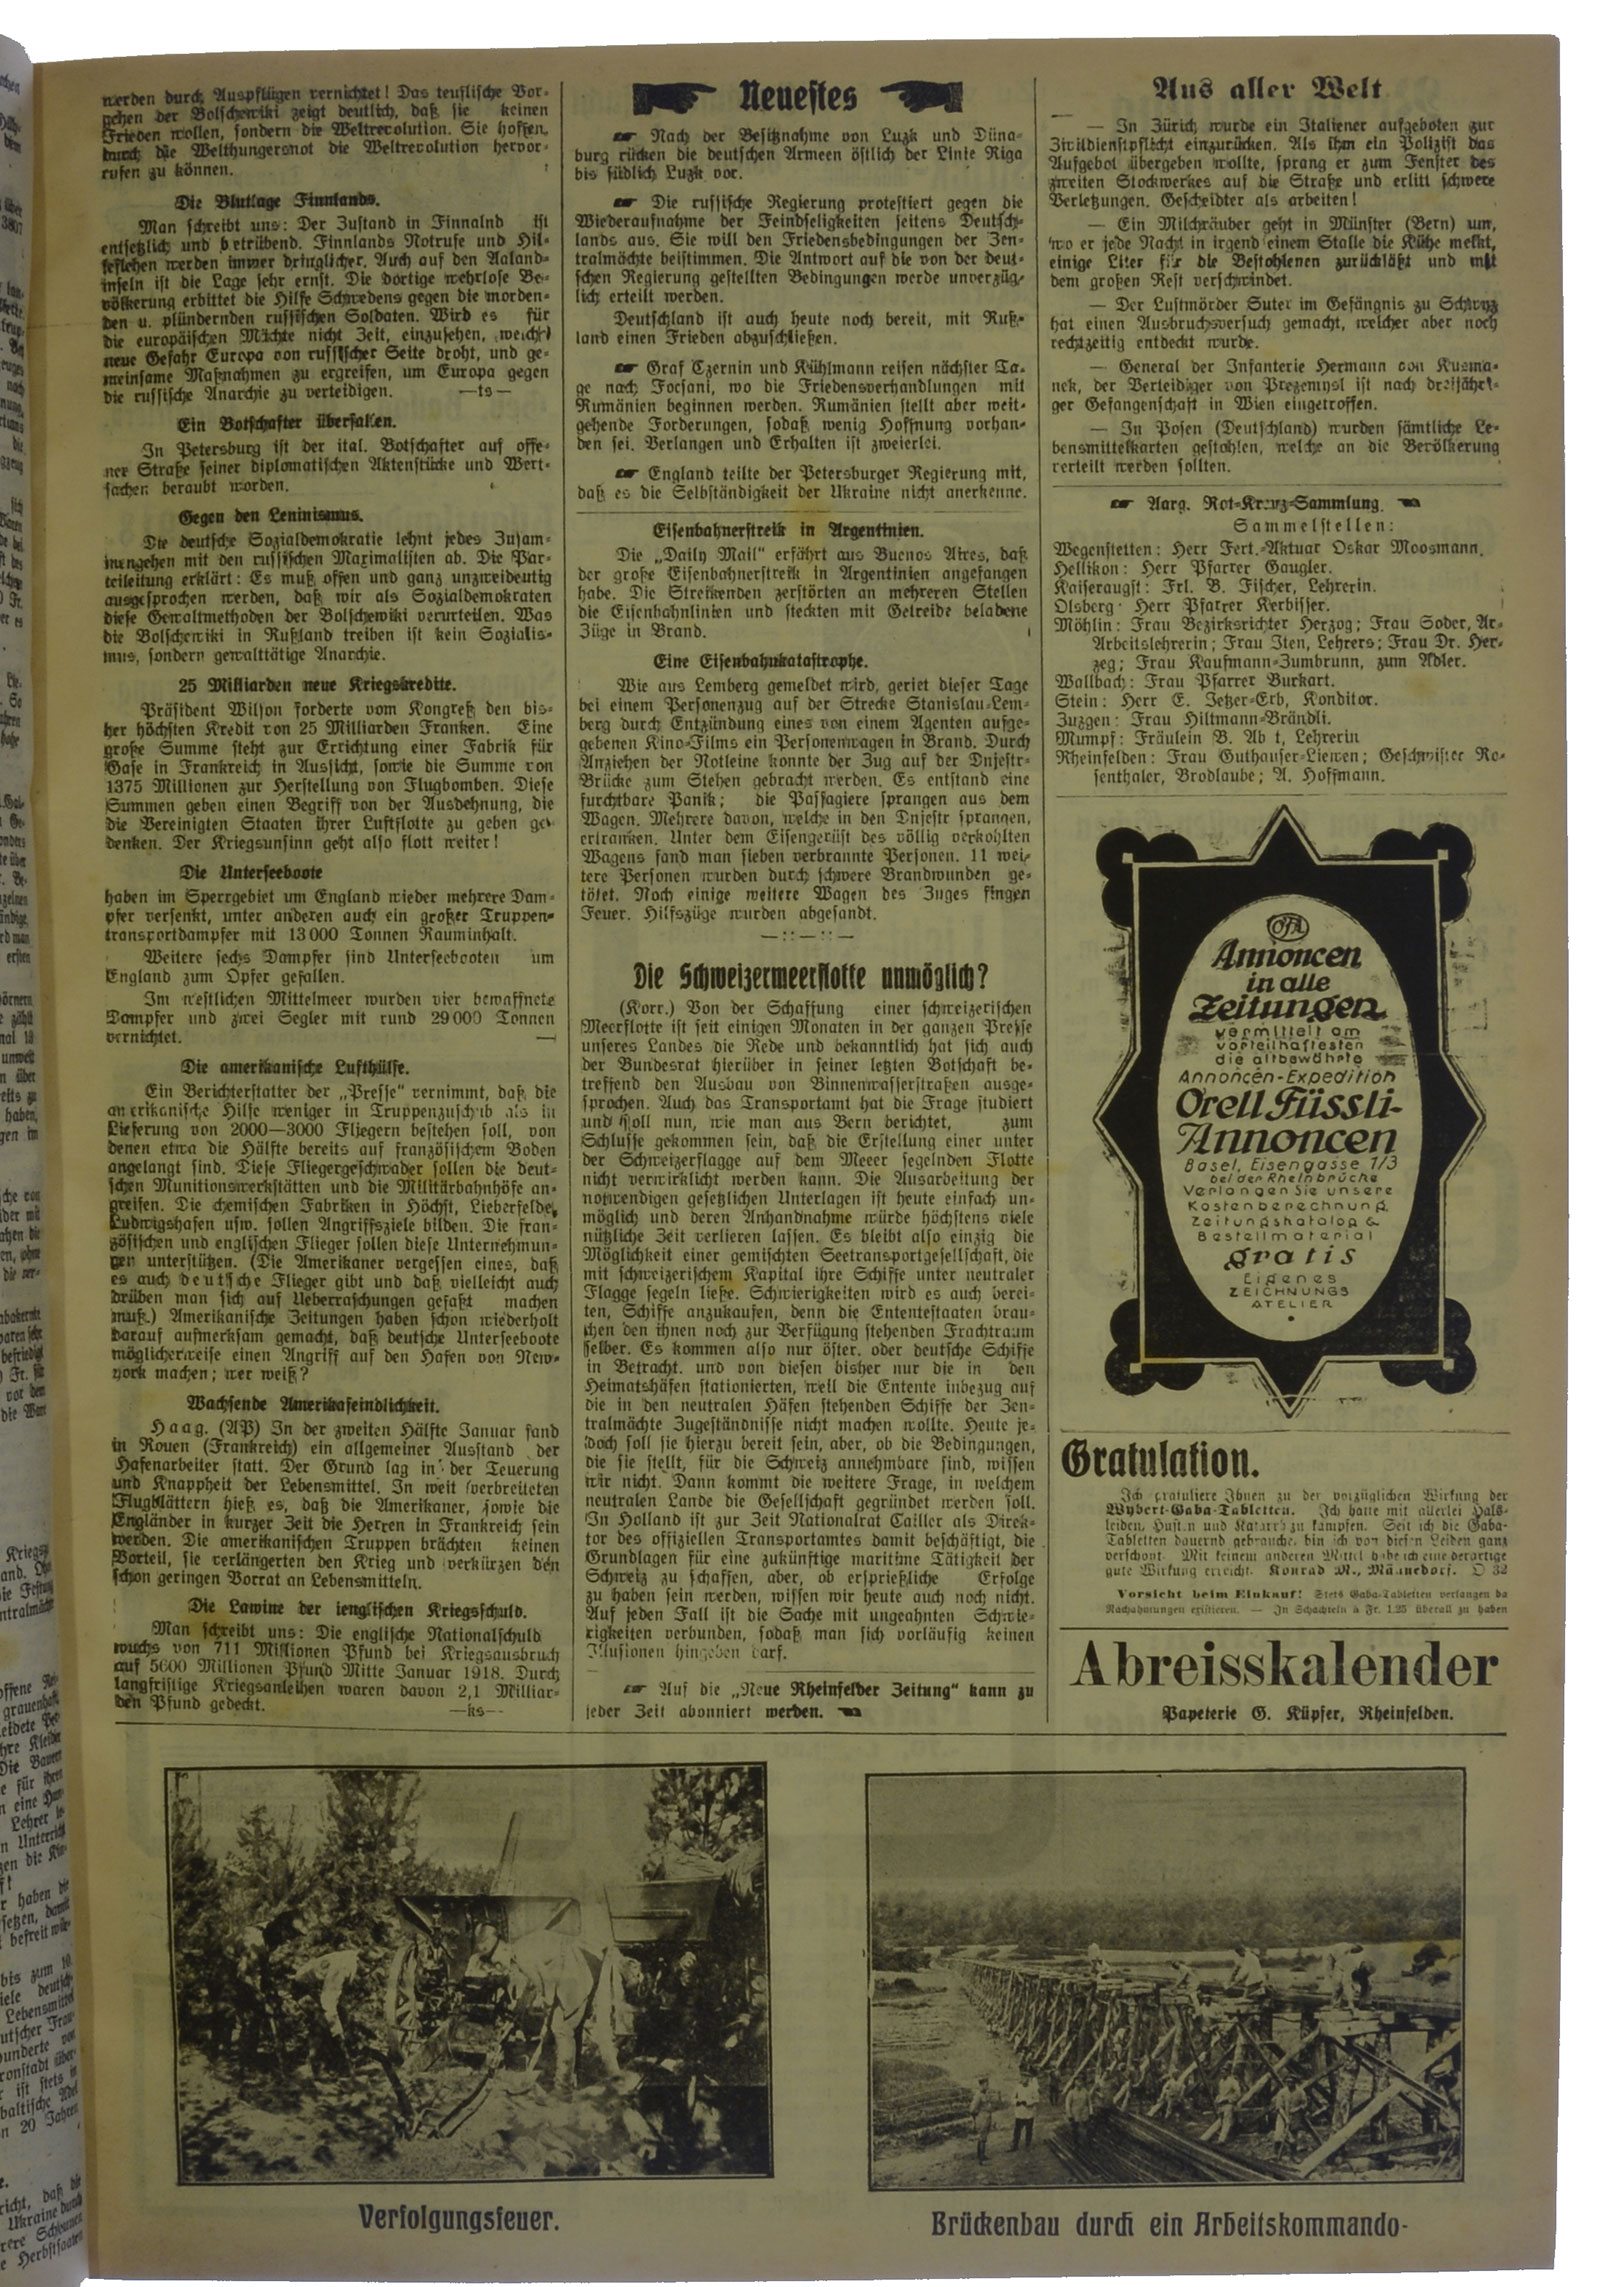 werden durch Auspflügen vernichtet! Das teuflische Vor-
gehen der Bolschewiki zeigt deutlich, daß sie keinen
Frieden wollen, sondern die Weltrevolution. Sie hoffen,
durch die Welthungersnot die Weltrevolution hervor-
rufen zu können.
Die Blutlage Finnlands.
Man schreibt uns: Der Zustand in Finnalnd ist
entsetzlich und betrübend. Finnlands Notrufe und Hil-
feflehen werden immer dringlicher. Auch auf den Aaland-
inseln ist die Lage sehr ernst. Die dortige wehrlose Be-
völkerung erbittet die Hilfe Schwedens gegen die morden-
den u. plündernden russischen Soldaten. Wird es für
die europäischen Mächte nicht Zeit, einzusehen, welche
neue Gefahr Europa von russischer Seite droht, und ge-
meinsame Maßnahmen zu ergreifen, um Europa gegen
die russische Anarchie zu verteidigen. —ts—
Ein Botschafter überfallen.
In Petersburg ist der ital. Botschafter auf offe-
ner Straße seiner diplomatischen Aktenstücke und Wert-
sachen beraubt worden.
Gegen den Leninismus.
Die deutsche Sozialdemokratie lehnt jedes Zusam-
mengehen mit den russischen Maximalisten ab. Die Par-
teileitung erklärt: Es muß offen und ganz unzweideutig
ausgesprochen werden, daß wir als Sozialdemokraten
diese Gewaltmethoden der Bolschewiki verurteilen. Was
die Bolschewiki in Rußland treiben ist kein Sozialis-
mus, sondern gewalttätige Anarchie.
25 Milliarden neue Kriegskredite.
Präsident Wilson forderte vom Kongreß den bis-
her höchsten Kredit von 25 Milliarden Franken. Eine
große Summe steht zur Errichtung einer Fabrik für
Gase in Frankreich in Aussicht, sowie die Summe von
1375 Millionen zur Herstellung von Flugbomben. Diese
Summen geben einen Begriff von der Ausdehnung, die
die Vereinigten Staaten ihrer Luftflotte zu geben ge-
denken. Der Kriegsunsinn geht also flott weiter!
Die Unterseeboote
haben im Sperrgebiet um England wieder mehrere Dam-
pfer versenkt, unter anderen auch ein großer Truppen-
transportdampfer mit 13000 Tonnen Rauminhalt.
Weitere sechs Dampfer sind Unterseebooten um
England zum Opfer gefallen.
Im westlichen Mittelmeer wurden vier bewaffnete
Dampfer und zwei Segler mit rund 29000 Tonnen
vernichtet. —
Die amerikanische Lufthülfe.
Ein Berichterstatter der „Presse" vernimmt, daß die
amerikanische Hilfe weniger in Truppenzuschub als in
Lieferung von 2000—3000 Fliegern bestehen soll, von
denen etwa die Hälfte bereits auf französischem Boden
angelangt sind. Diese Fliegergeschwader sollen die deut-
schen Munitionswerkstätten und die Militärbahnhöfe an-
greifen. Die chemischen Fabriken in Höchst, Lieberfelde,
Ludwigshafen usw. sollen Angriffsziele bilden. Die fran-
zösischen und englischen Flieger sollen diese Unternehmun-
gen unterstützen. (Die Amerikaner vergessen eines, daß
es auch deutsche Flieger gibt und daß vielleicht auch
drüben man sich auf Ueberraschungen gefaßt machen
muß.) Amerikanische Zeitungen haben schon wiederholt
darauf aufmerksam gemacht, daß deutsche Unterseeboote
möglicherweise einen Angriff auf den Hafen von New-
york machen; wer weiß?
Wachsende Amerikafeindlichkeit.
Haag. (AP) In der zweiten Hälfte Januar fand
in Rouen (Frankreich) ein allgemeiner Ausstand der
Hafenarbeiter statt. Der Grund lag in der Teuerung
und Knappheit der Lebensmittel. In weit verbreiteten
Flugblättern hieß es, daß die Amerikaner, sowie die
Engländer in kurzer Zeit die Herren in Frankreich sein
werden. Die amerikanischen Truppen brächten keinen
Vorteil, sie verlängerten den Krieg und verkürzen den
schon geringen Vorrat an Lebensmitteln.
Die Lawine der englischen Kriegsschuld.
Man schreibt uns: Die englische Nationalschuld
wuchs von 711 Millionen Pfund bei Kriegsausbruch
auf 5600 Millionen Pfund Mitte Januar 1918. Durch
langfristige Kriegsanleihen waren davon 2,1 Milliar-
den Pfund gedeckt. —ks—
Neuestes
Nach der Besitznahme von Luzk und Düna-
burg rücken die deutschen Armeen östlich der Linie Riga
bis südlich Luzk vor.
Die russische Regierung protestiert gegen die
Wiederaufnahme der Feindseligkeiten seitens Deutsch-
lands aus. Sie will den Friedensbedingungen der Zen-
tralmächte beistimmen. Die Antwort auf die von der deut-
schen Regierung gestellten Bedingungen werde unverzüg-
lich erteilt werden.
Deutschland ist auch heute noch bereit, mit Ruß-
land einen Frieden abzuschließen.
Graf Czernin und Kühlmann reisen nächster Ta-
ge nach Focsani, wo die Friedensverhandlungen mit
Rumänien beginnen werden. Rumänien stellt aber weit-
gehende Forderungen, sodaß wenig Hoffnung vorhan-
den sei. Verlangen und Erhalten ist zweierlei.
England teilte der Petersburger Regierung mit,
daß es die Selbständigkeit der Ukraine nicht anerkenne.
Eisenbahnerstreik in Argentinien.
Die „Daily Mail" erfährt aus Buenos Aires, daß
der große Eisenbahnerstreik in Argentinien angefangen
habe. Die Streikenden zerstörten an mehreren Stellen
die Eisenbahnlinien und steckten mit Getreide beladene
Züge in Brand.
Eine Eisenbahnkatastrophe.
Wie aus Lemberg gemeldet wird, geriet dieser Tage
bei einem Personenzug auf der Strecke Stanislau-Lem-
berg durch Entzündung eines von einem Agenten aufge-
gebenen Kino-Films ein Personenwagen in Brand. Durch
Anziehen der Notleine konnte der Zug auf der Dnjestr-
Brücke zum Stehen gebracht werden. Es entstand eine
furchtbare Panik; die Passagiere sprangen aus dem
Wagen. Mehrere davon, welche in den Dnjestr sprangen,
ertranken. Unter dem Eisengerüst des völlig verkohlten
Wagens fand man sieben verbrannte Personen. 11 wei-
tere Personen wurden durch schwere Brandwunden ge-
tötet. Noch einige weitere Wagen des Zuges fingen
Feuer. Hilfszüge wurden abgesandt.
—::—::—
Die Schweizermeerflotte unmöglich?
(Korr.) Von der Schaffung einer schweizerischen
Meerflotte ist seit einigen Monaten in der ganzen Presse
unseres Landes die Rede und bekanntlich hat sich auch
der Bundesrat hierüber in seiner letzten Botschaft be-
treffend den Ausbau von Binnenwasserstraßen ausge-
sprochen. Auch das Transportamt hat die Frage studiert
und soll nun, wie man aus Bern berichtet, zum
Schlusse gekommen sein, daß die Erstellung einer unter
der Schweizerflagge auf dem Meeer segelnden Flotte
nicht verwirklicht werden kann. Die Ausarbeitung der
notwendigen gesetzlichen Unterlagen ist heute einfach un-
möglich und deren Anhandnahme würde höchstens viele
nützliche Zeit verlieren lassen. Es bleibt also einzig die
Möglichkeit einer gemischten Seetransportgesellschaft, die
mit schweizerischem Kapital ihre Schiffe unter neutraler
Flagge segeln ließe. Schwierigkeiten wird es auch berei-
ten, Schiffe anzukaufen, denn die Ententestaaten brau-
chen den ihnen noch zur Verfügung stehenden Frachtraum
selber. Es kommen also nur öster. oder deutsche Schiffe
in Betracht. und von diesen bisher nur die in den
Heimatshäfen stationierten, weil die Entente inbezug auf
die in den neutralen Häfen stehenden Schiffe der Zen-
tralmächte Zugeständnisse nicht machen wollte. Heute je-
doch soll sie hierzu bereit sein, aber, ob die Bedingungen,
die sie stellt, für die Schweiz annehmbare sind, wissen
wir nicht. Dann kommt die weitere Frage, in welchem
neutralen Lande die Gesellschaft gegründet werden soll.
In Holland ist zur Zeit Nationalrat Cailler als Direk-
tor des offiziellen Transportamtes damit beschäftigt, die
Grundlagen für eine zukünftige maritime Tätigkeit der
Schweiz zu schaffen, aber, ob ersprießliche Erfolge
zu haben sein werden, wissen wir heute auch noch nicht.
Auf jeden Fall ist die Sache mit ungeahnten Schwie-
rigkeiten verbunden, sodaß man sich vorläufig keinen
Illusionen hingeben darf.
Auf die „Neue Rheinfelder Zeitung" kann zu
jeder Zeit abonniert werden.
Aus aller Welt
— In Zürich wurde ein Italiener aufgeboten zur
Zivildienstpflicht einzurücken. Als ihm ein Polizist das
Aufgebot übergeben wollte, sprang er zum Fenster des
zweiten Stockwerkes auf die Straße und erlitt schwere
Verletzungen. Gescheidter als arbeiten!
— Ein Milchräuber geht in Münster (Bern) um,
wo er jede Nacht in irgend einem Stalle die Kühe melkt,
einige Liter für die Bestohlenen zurückläßt und mit
dem großen Rest verschwindet.
— Der Lustmörder Suter im Gefängnis zu Schwyz
hat einen Ausbruchsversuch gemacht, welcher aber noch
rechtzeitig entdeckt wurde.
— General der Infanterie Hermann von Kusma-
nek, der Verteidiger von Przemysl ist nach dreijähri-
ger Gefangenschaft in Wien eingetroffen.
— In Posen (Deutschland) wurden sämtliche Le-
bensmittelkarten gestohlen, welche an die Bevölkerung
verteilt werden sollten.
Aarg. Rot-Kreuz-Sammlung.
Sammelstellen:
Wegenstetten: Herr Fert.-Aktuar Oskar Moosmann.
Hellikon: Herr Pfarrer Gaugler.
Kaiseraugst: Frl. B. Fischer, Lehrerin.
Olsberg: Herr Pfarrer Kerbisser.
Möhlin: Frau Bezirksrichter Herzog; Frau Soder, Ar-
Arbeitslehrerin; Frau Iten, Lehrers; Frau Dr. Her-
zeg; Frau Kaufmann-Zumbrunn, zum Adler.
Wallbach: Frau Pfarrer Burkart.
Stein: Herr E. Jetzer-Erb, Konditor.
Zuzgen: Frau Hiltmann-Brändli.
Mumpf: Fräulein B. Abt, Lehrerin
Rheinfelden: Frau Guthauser-Liewen; Geschwister Ro-
senthaler, Brodlaube; A. Hoffmann.
OFA
Annoncen
in alle
Zeitungen
vermittelt am
vorteilhaftesten
die altbewährte
Annoncen-Expedition
Orell Füssli-
Annoncen
Basel, Eisengasse 1/3
bei der Rheinbrücke
Verlangen Sie unsere
Kostenberechnung,
Zeitungskatalog &
Bestellmaterial
gratis
Eigenes
ZEICHNUNGS
ATELIER
Gratulation.
Ich gratuliere Ihnen zu der vorzüglichen Wirkung der
Wybert-Gaba-Tabletten. Ich hatte mit allerlei Hals-
leiden, Husten und Katarrh zu kämpfen. Seit ich die Gaba-
Tabletten dauernd gebrauche, bin ich von diesen Leiden ganz
verschont. Mit keinem anderen Mittel habe ich eine derartige
gute Wirkung erreicht. Konrad M., Männedorf. O 32
Vorsicht beim Einkauf! Stets Gaba-Tabletten verlangen da
Nachahmungen existieren. — In Schachteln à Fr. 1.25 überall zu haben
Abreisskalender
Papeterie G. Küpfer, Rheinfelden.
Verfolgungsfeuer.
Brückenbau durch ein Arbeitskommando-